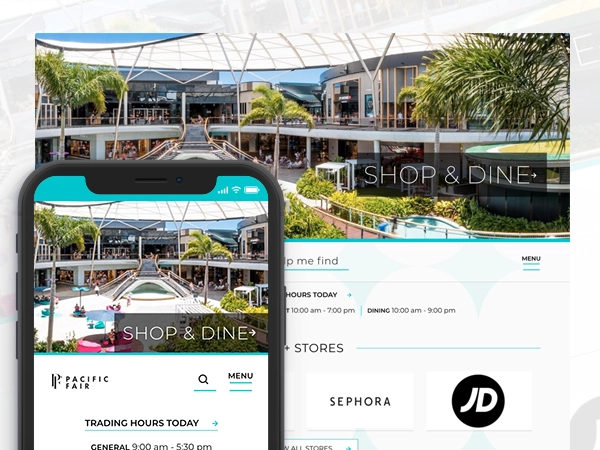 SHOP & DINE→
lp me find
MENU
HOURS TODAY →
T 10:00 am - 7:00 pm | DINING 10:00 am - 9:00 pm
+ STORES
SEPHORA
JD
ALL STORES →
SHOP & DINE→
PACIFIC
FAIR
MENU
TRADING HOURS TODAY →
GENERAL 9:00 am - 5:30 pm